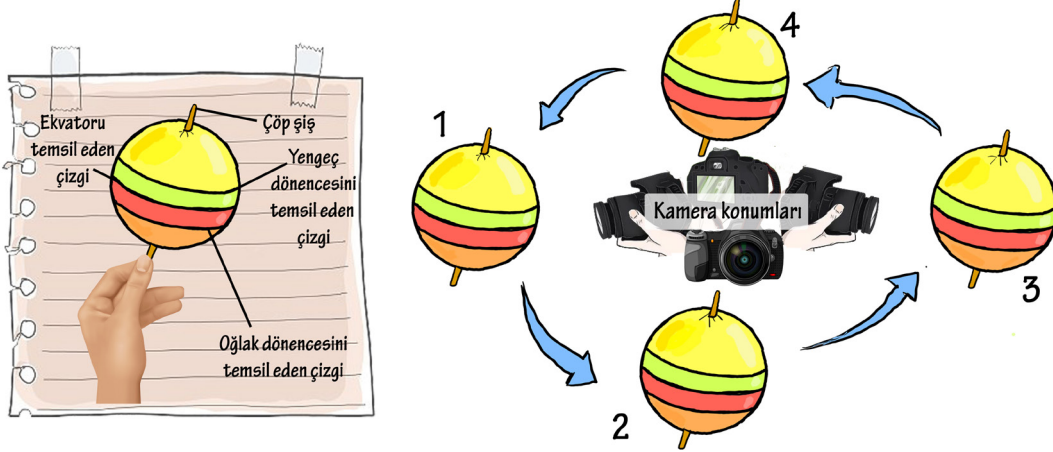 Ekvatoru
temsil eden
çizgi
Çöp şiş
Yengeç
dönencesini
temsil eden
çizgi
Oğlak dönencesini
temsil eden çizgi
1
2
3
4
Kamera konumları